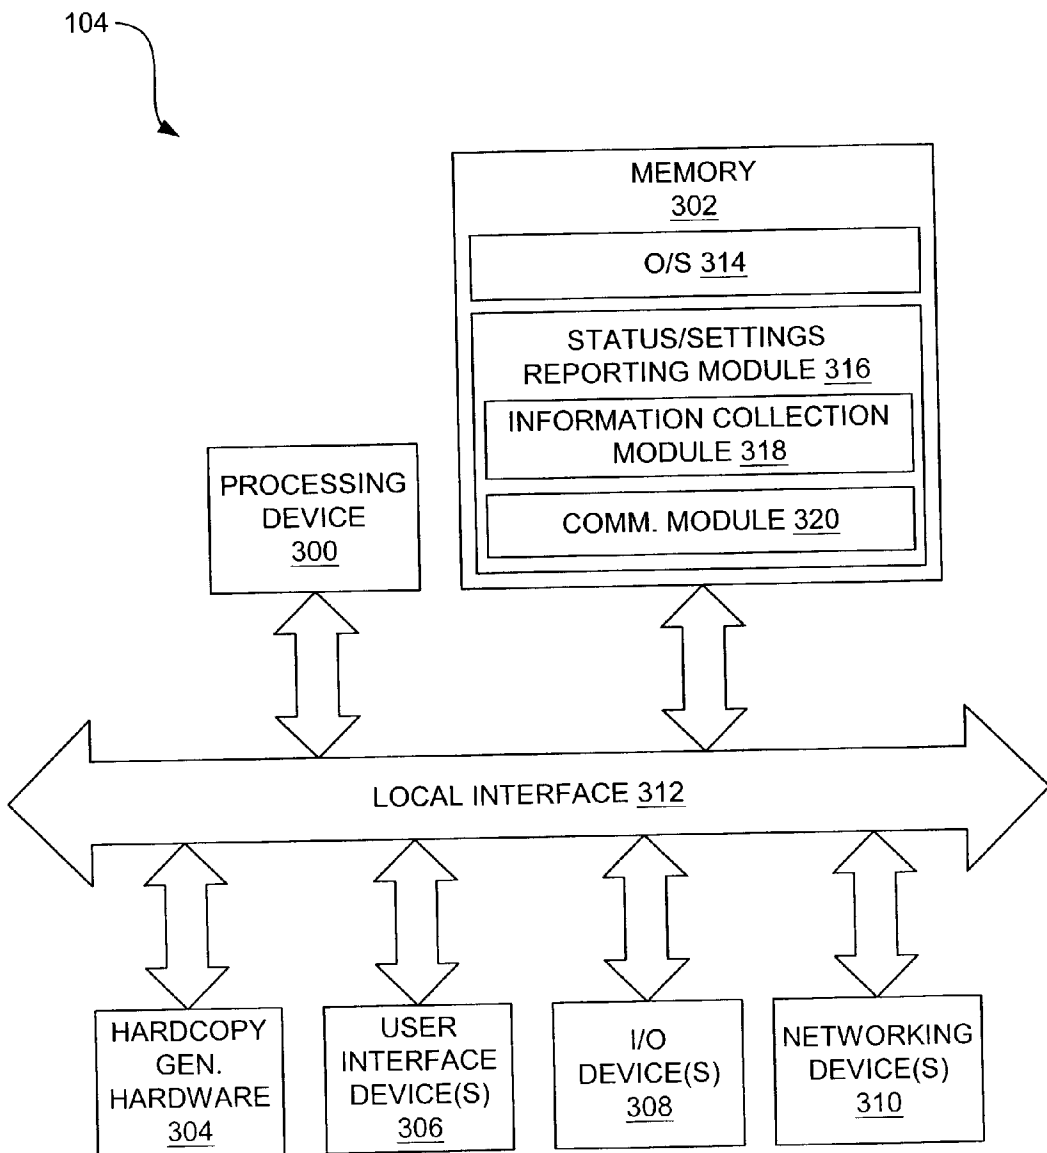 104
MEMORY
302
O/S 314
STATUS/SETTINGS
REPORTING MODULE 316
INFORMATION COLLECTION
MODULE 318
COMM. MODULE 320
PROCESSING
DEVICE
300
LOCAL INTERFACE 312
HARDCOPY
GEN.
HARDWARE
304
USER
INTERFACE
DEVICE(S)
306
I/O
DEVICE(S)
308
NETWORKING
DEVICE(S)
310